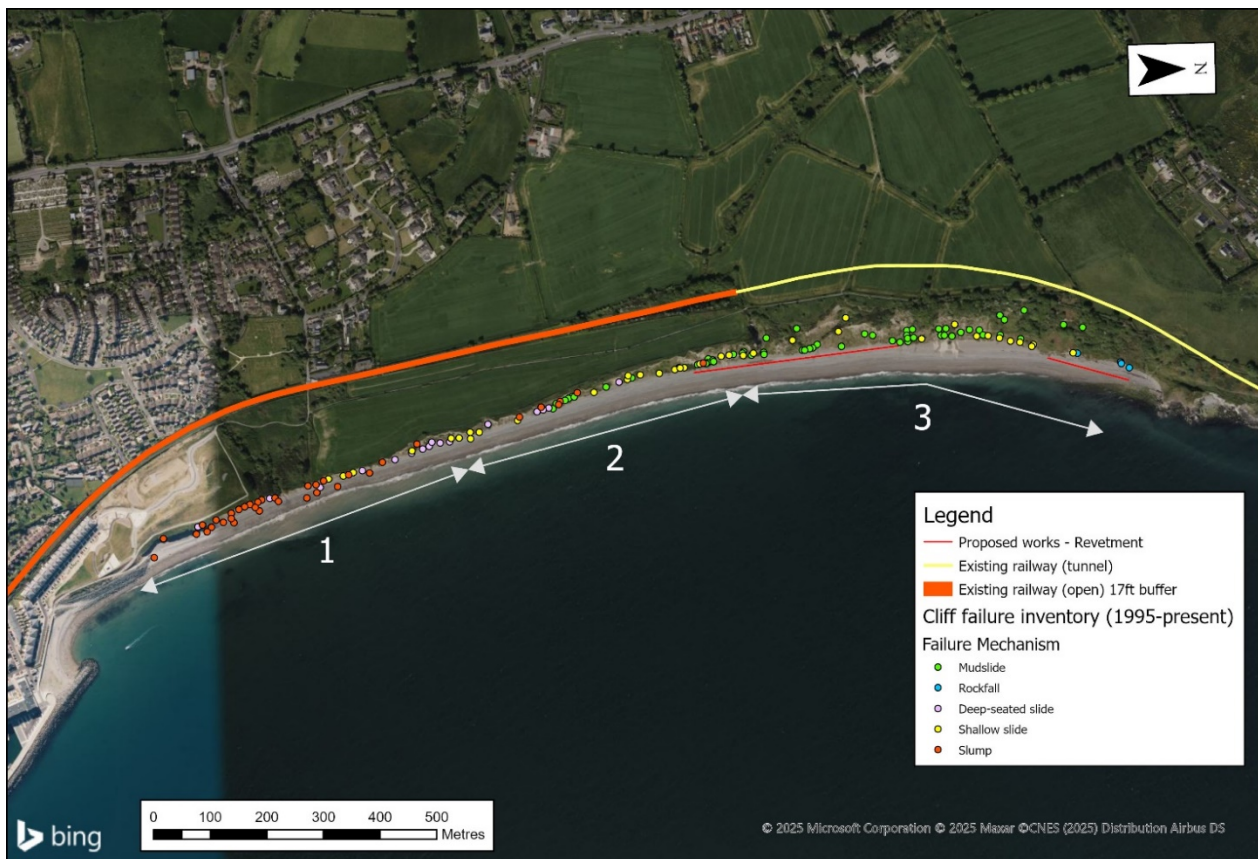 N
1
2
3
Legend
Proposed works - Revetment
Existing railway (tunnel)
Existing railway (open) 17ft buffer
Cliff failure inventory (1995-present)
Failure Mechanism
Mudslide
Rockfall
Deep-seated slide
Shallow slide
Slump
0 100 200 300 400 500
Metres
bing
© 2025 Microsoft Corporation © 2025 Maxar ©CNES (2025) Distribution Airbus DS